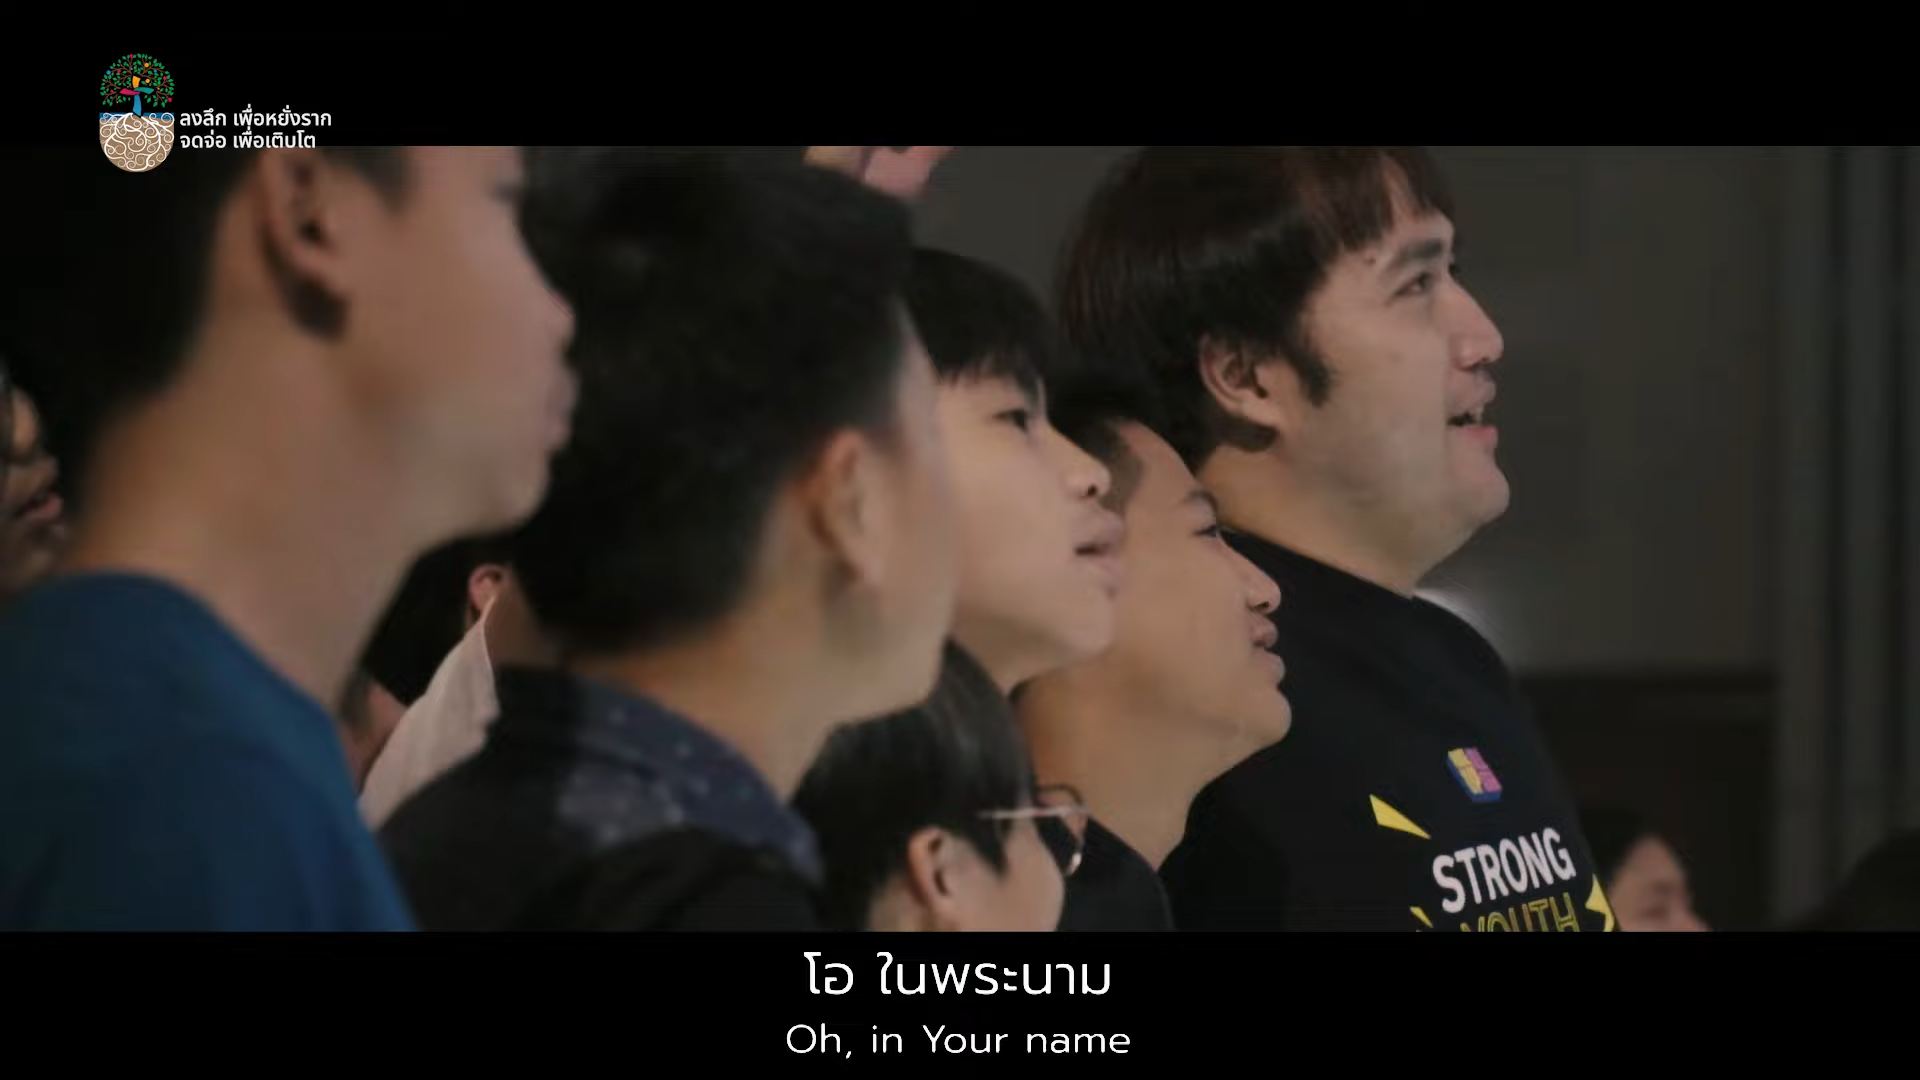 ลงลึก เพื่อหยั่งราก
จดจ่อ เพื่อเติบโต
STRONG
YOUTH
โอ ในพระนาม
Oh, in Your name